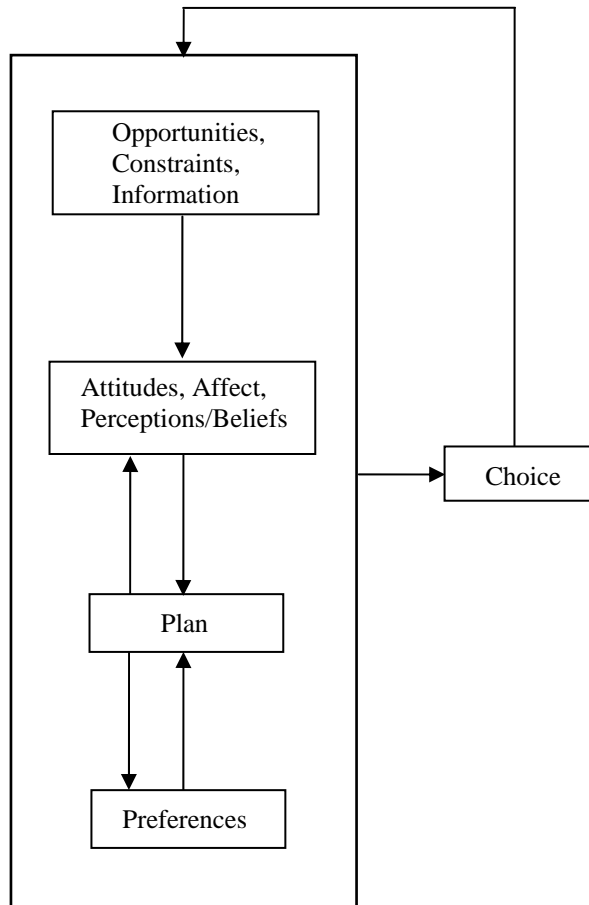 Opportunities,
Constraints,
Information
Attitudes, Affect,
Perceptions/Beliefs
Choice
Plan
Preferences